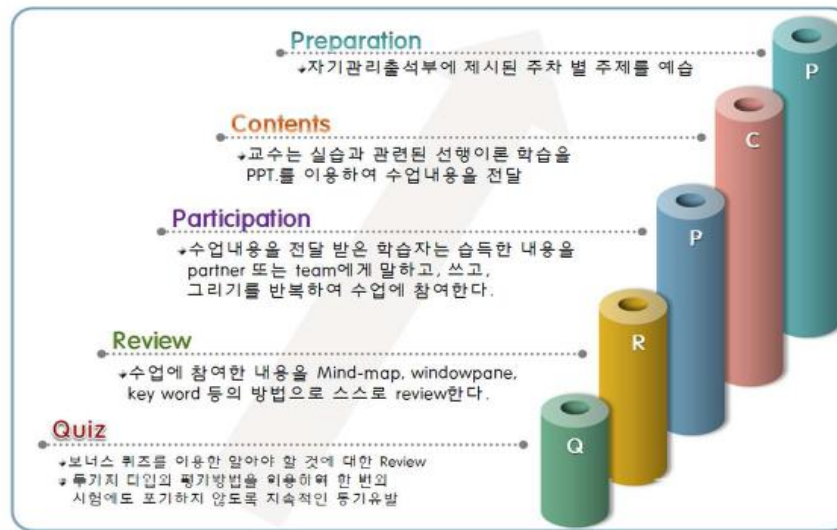 Preparation
자기관리출석부에 제시된 주차 별 주제를 예습
P
Contents
교수는 실습과 관련된 선행이론 학습을
PPT.를 이용하여 수업내용을 전달
C
Participation
수업내용을 전달 받은 학습자는 습득한 내용을
partner 또는 team에게 말하고, 쓰고,
그리기를 반복하여 수업에 참여한다.
P
Review
수업에 참여한 내용을 Mind-map, windowpane,
key word 등의 방법으로 스스로 review한다.
R
Quiz
보너스 퀴즈를 이용한 알아야 할 것에 대한 Review
두가지 타입의 평가방법을 이용하여 한 번의
시험에도 포기하지 않도록 지속적인 동기유발
Q